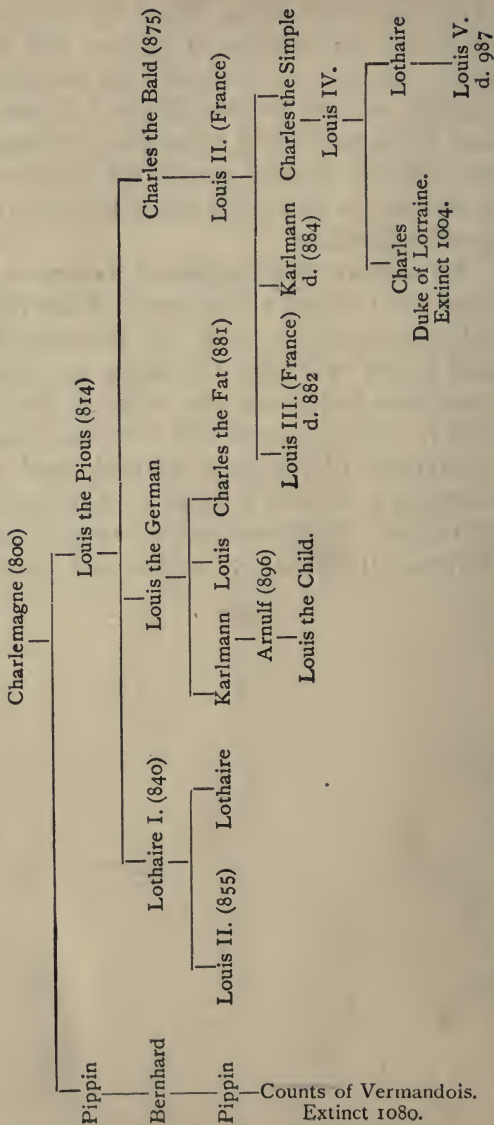 Charlemagne (800)
Pippin
Louis the Pious (814)
Bernhard
Lothaire I. (840)
Louis the German
Charles the Bald (875)
Pippin
Louis II. (855)
Lothaire
Karlmann
Louis
Charles the Fat (881)
Louis II. (France)
Counts of Vermandois.
Extinct 1080.
Arnulf (896)
Louis the Child.
Louis III. (France)
d. 882
Karlmann
d. (884)
Charles the Simple
Louis IV.
Charles
Duke of Lorraine.
Extinct 1004.
Lothaire
Louis V.
d. 987